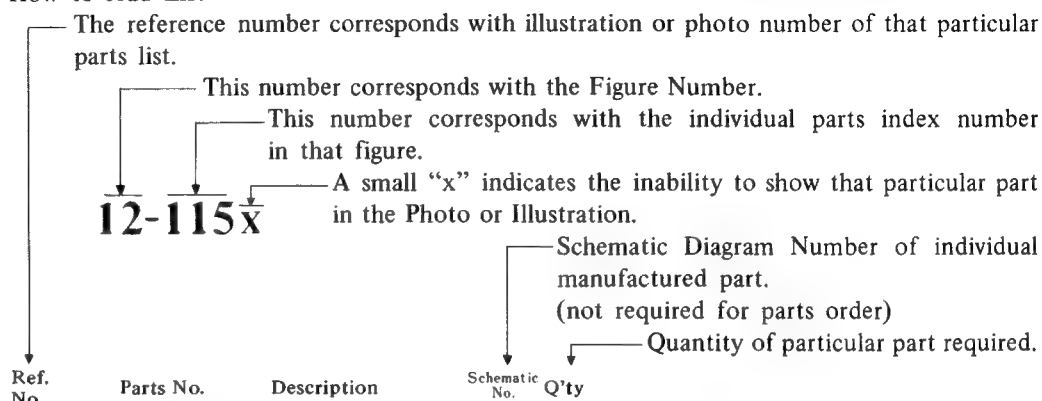 The reference number corresponds with illustration or photo number of that particular
parts list.
This number corresponds with the Figure Number.
This number corresponds with the individual parts index number
in that figure.
A small “x” indicates the inability to show that particular part
in the Photo or Illustration.
12-115x
Schematic Diagram Number of individual
manufactured part.
(not required for parts order)
Quantity of particular part required.
Ref. Parts No. Description Schematic No. Q'ty
No.